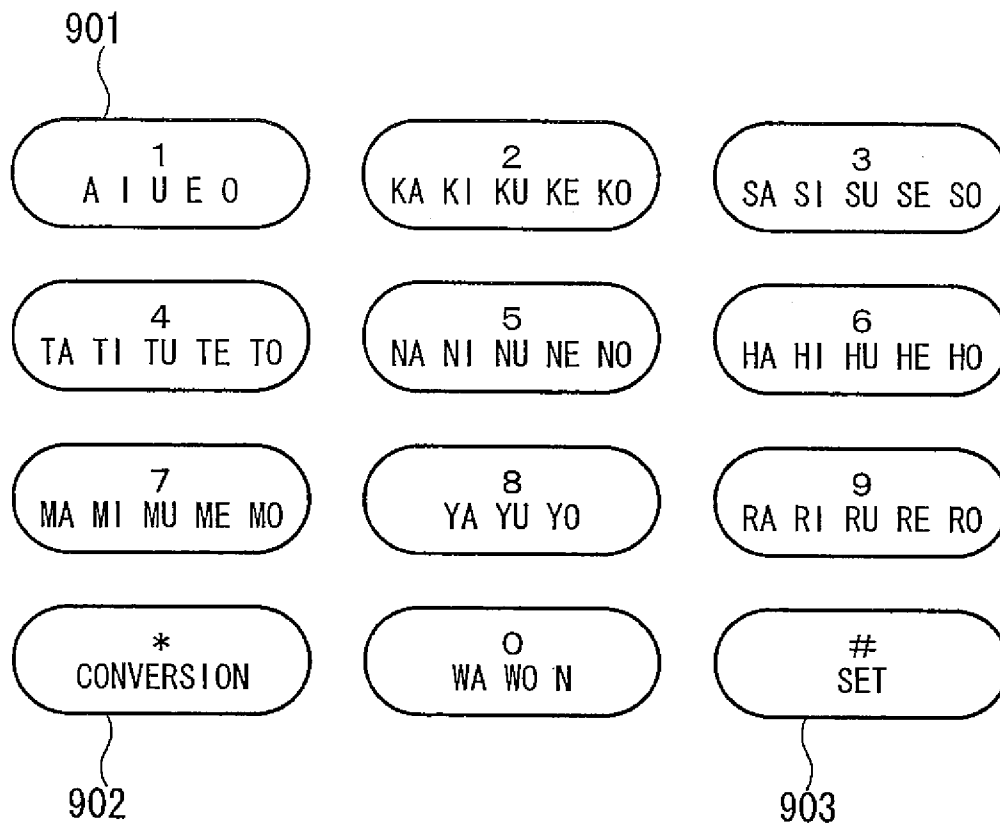 901
1
A I U E O
2
KA KI KU KE KO
3
SA SI SU SE SO
4
TA TI TU TE TO
5
NA NI NU NE NO
6
HA HI HU HE HO
7
MA MI MU ME MO
8
YA YU YO
9
RA RI RU RE RO
*
CONVERSION
0
WA WO N
#
SET
902
903